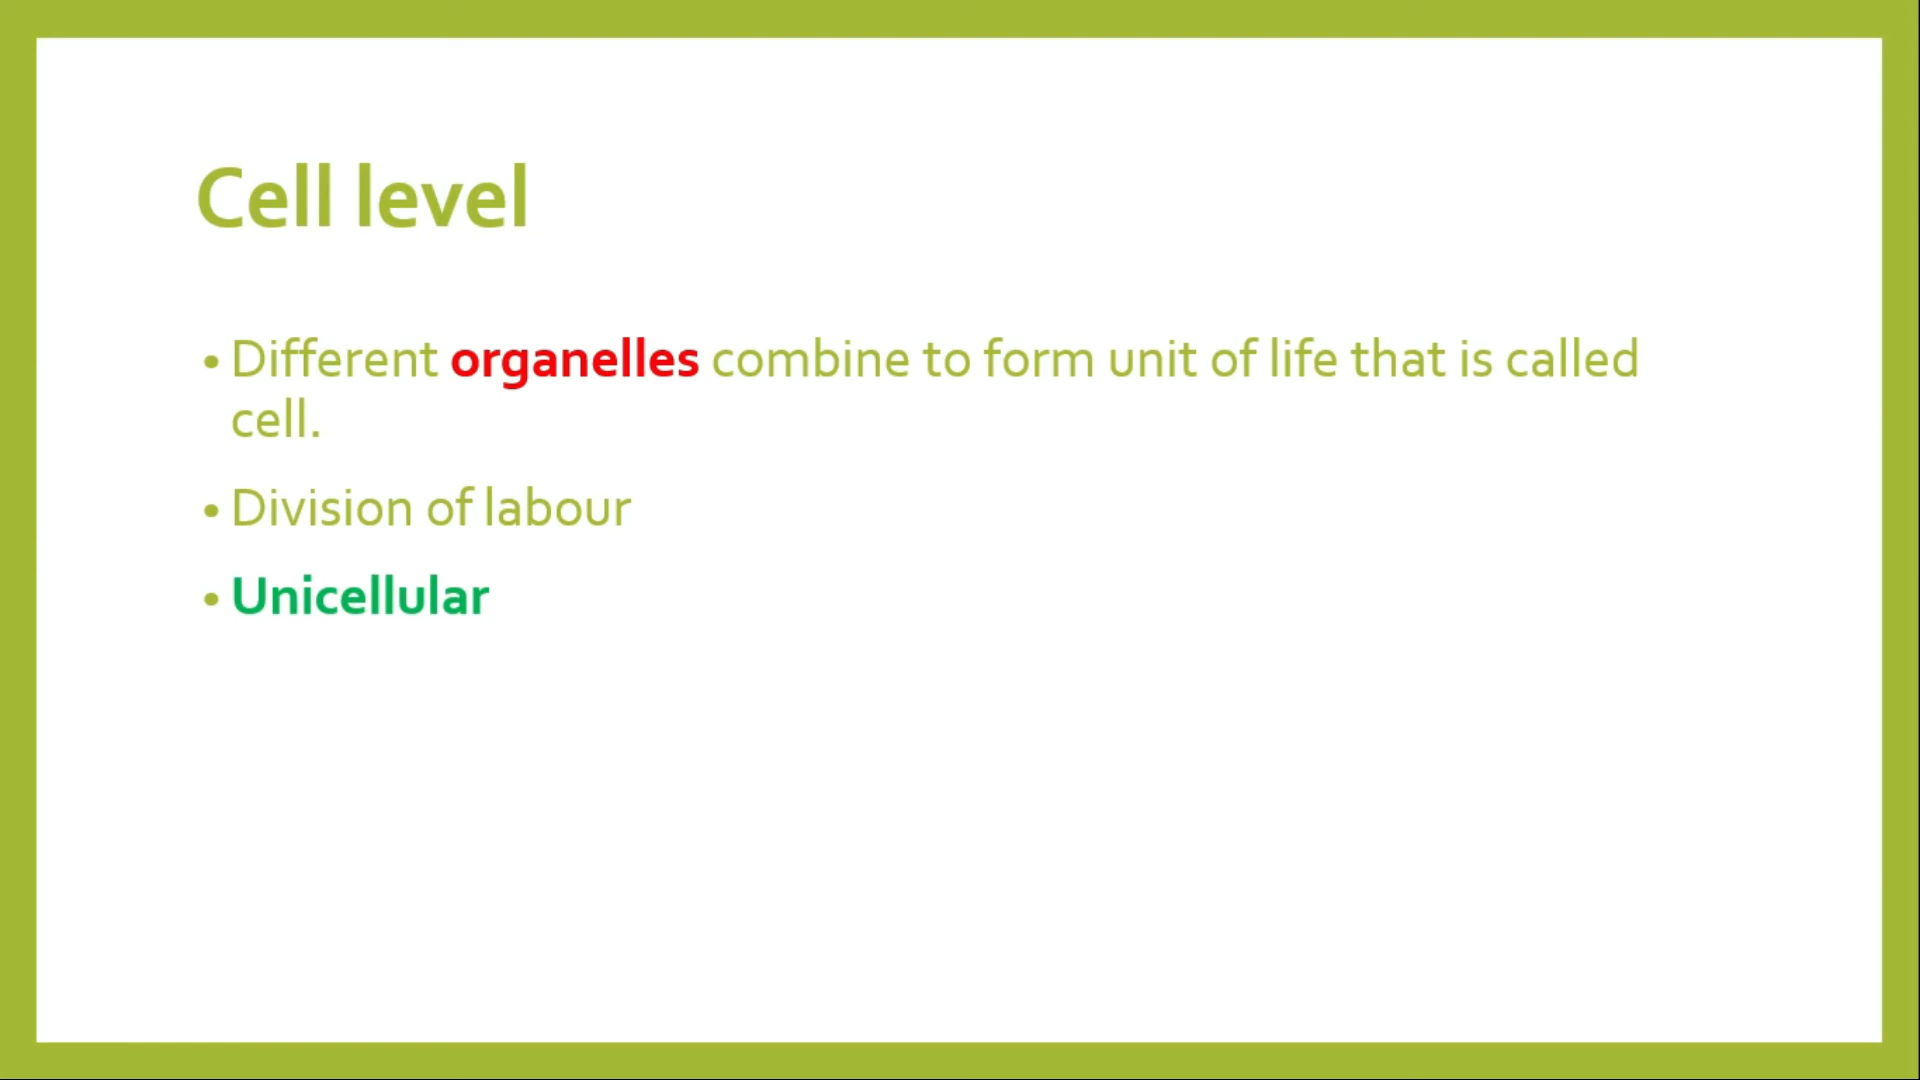 Cell level
• Different organelles combine to form unit of life that is called
cell.
• Division of labour
• Unicellular